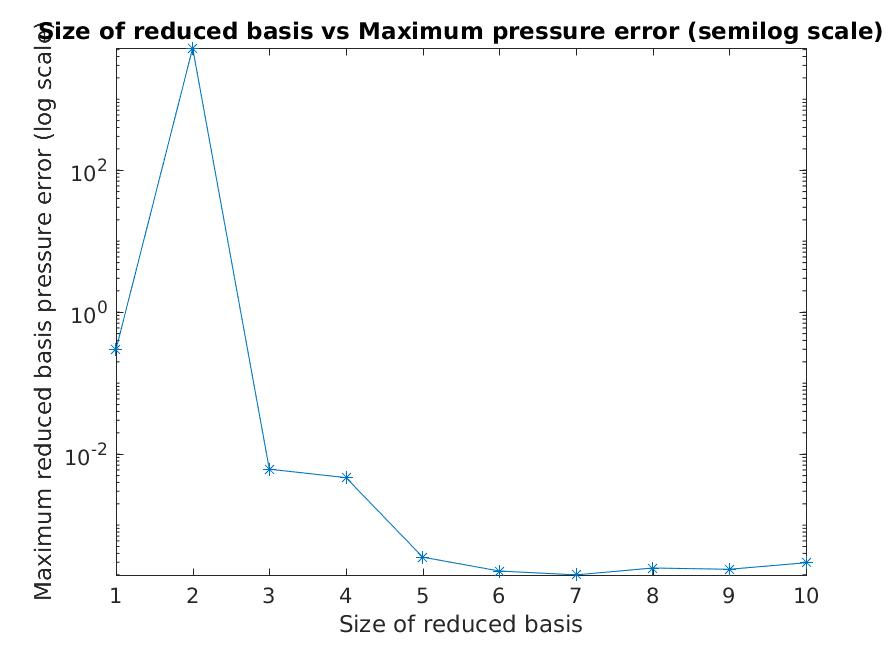 Size of reduced basis vs Maximum pressure error (semilog scale)
Maximum reduced basis pressure error (log scale)
10^2
10^0
10^-2
1 2 3 4 5 6 7 8 9 10
Size of reduced basis